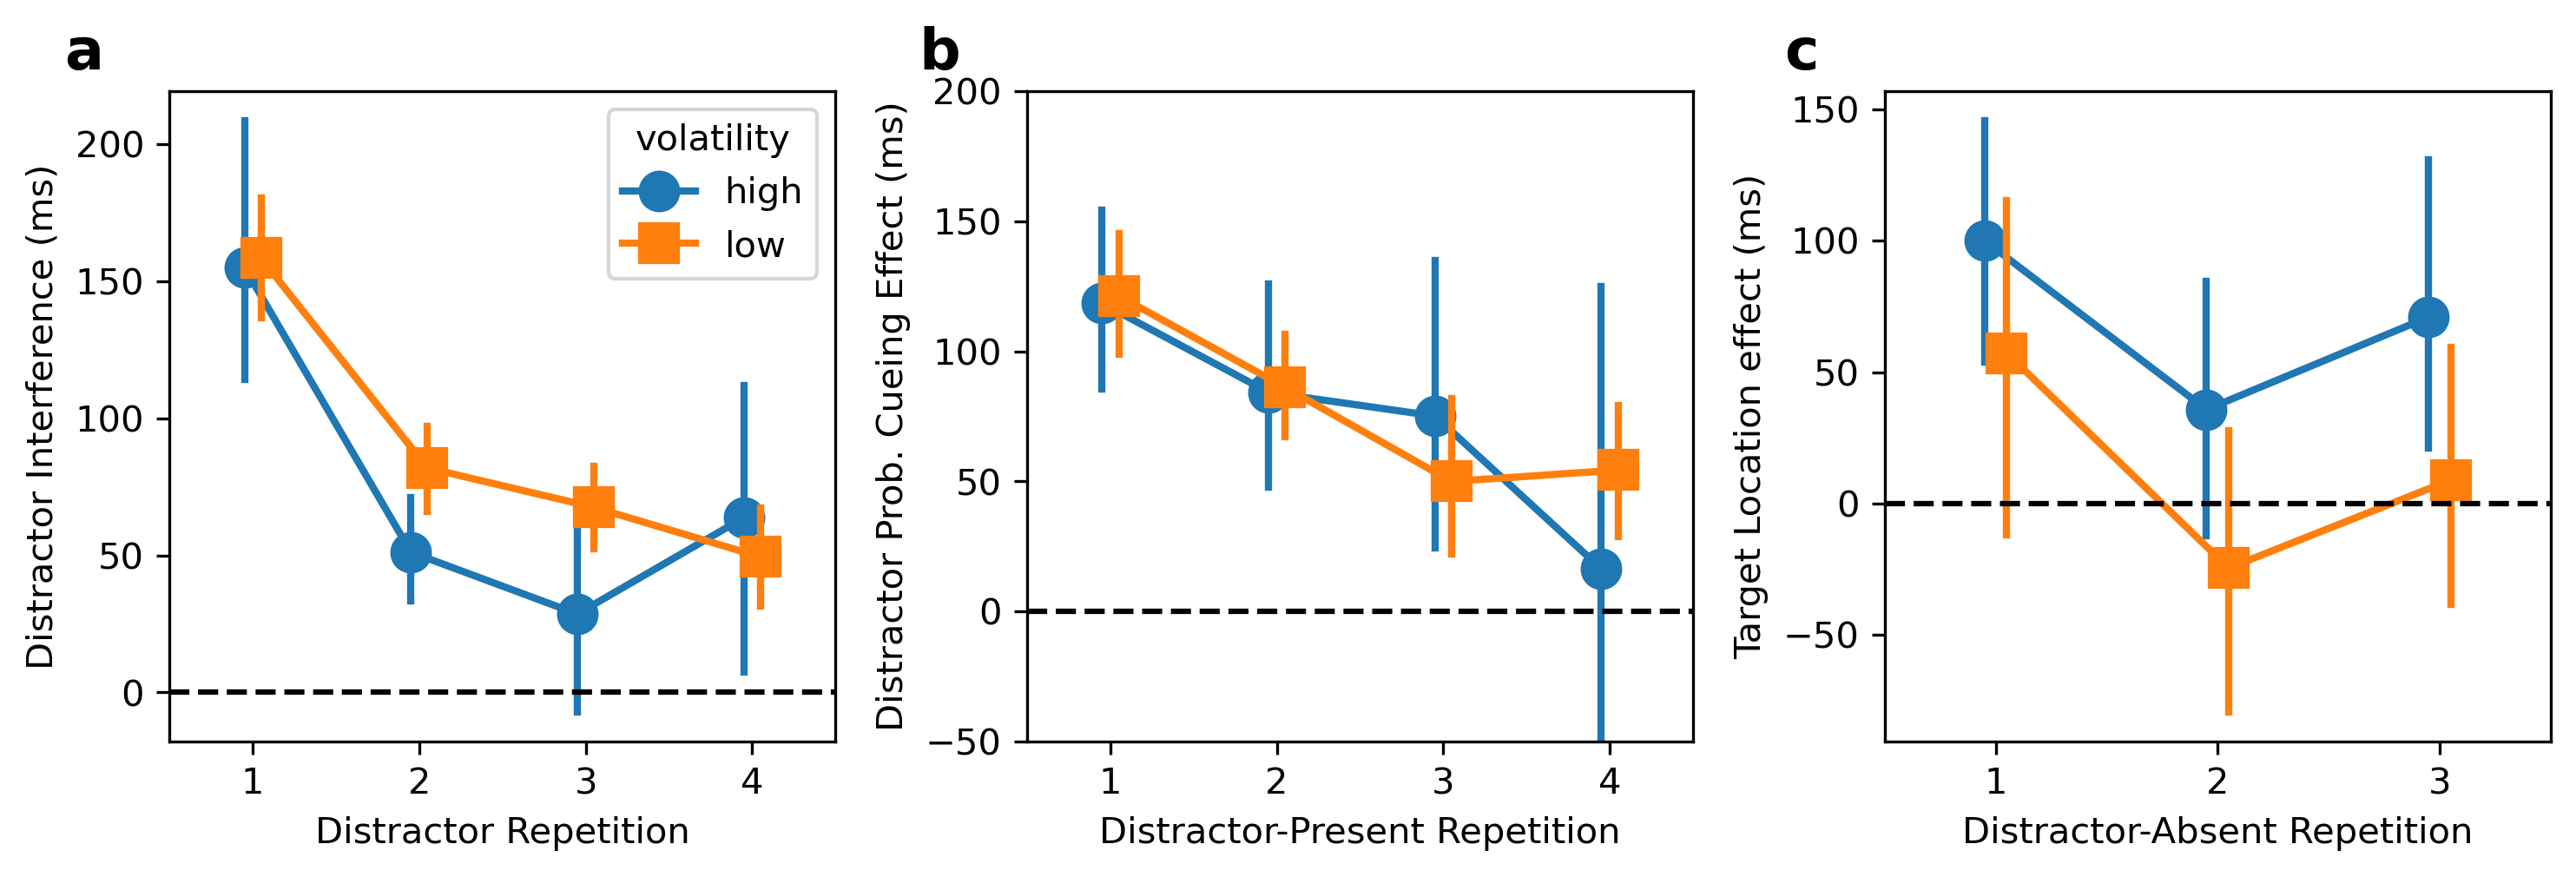 a
Distractor Interference (ms)
200
150
100
50
0
volatility
high
low
1 2 3 4
Distractor Repetition
b
Distractor Prob. Cueing Effect (ms)
200
150
100
50
0
−50
1 2 3 4
Distractor-Present Repetition
c
Target Location effect (ms)
150
100
50
0
−50
1 2 3
Distractor-Absent Repetition